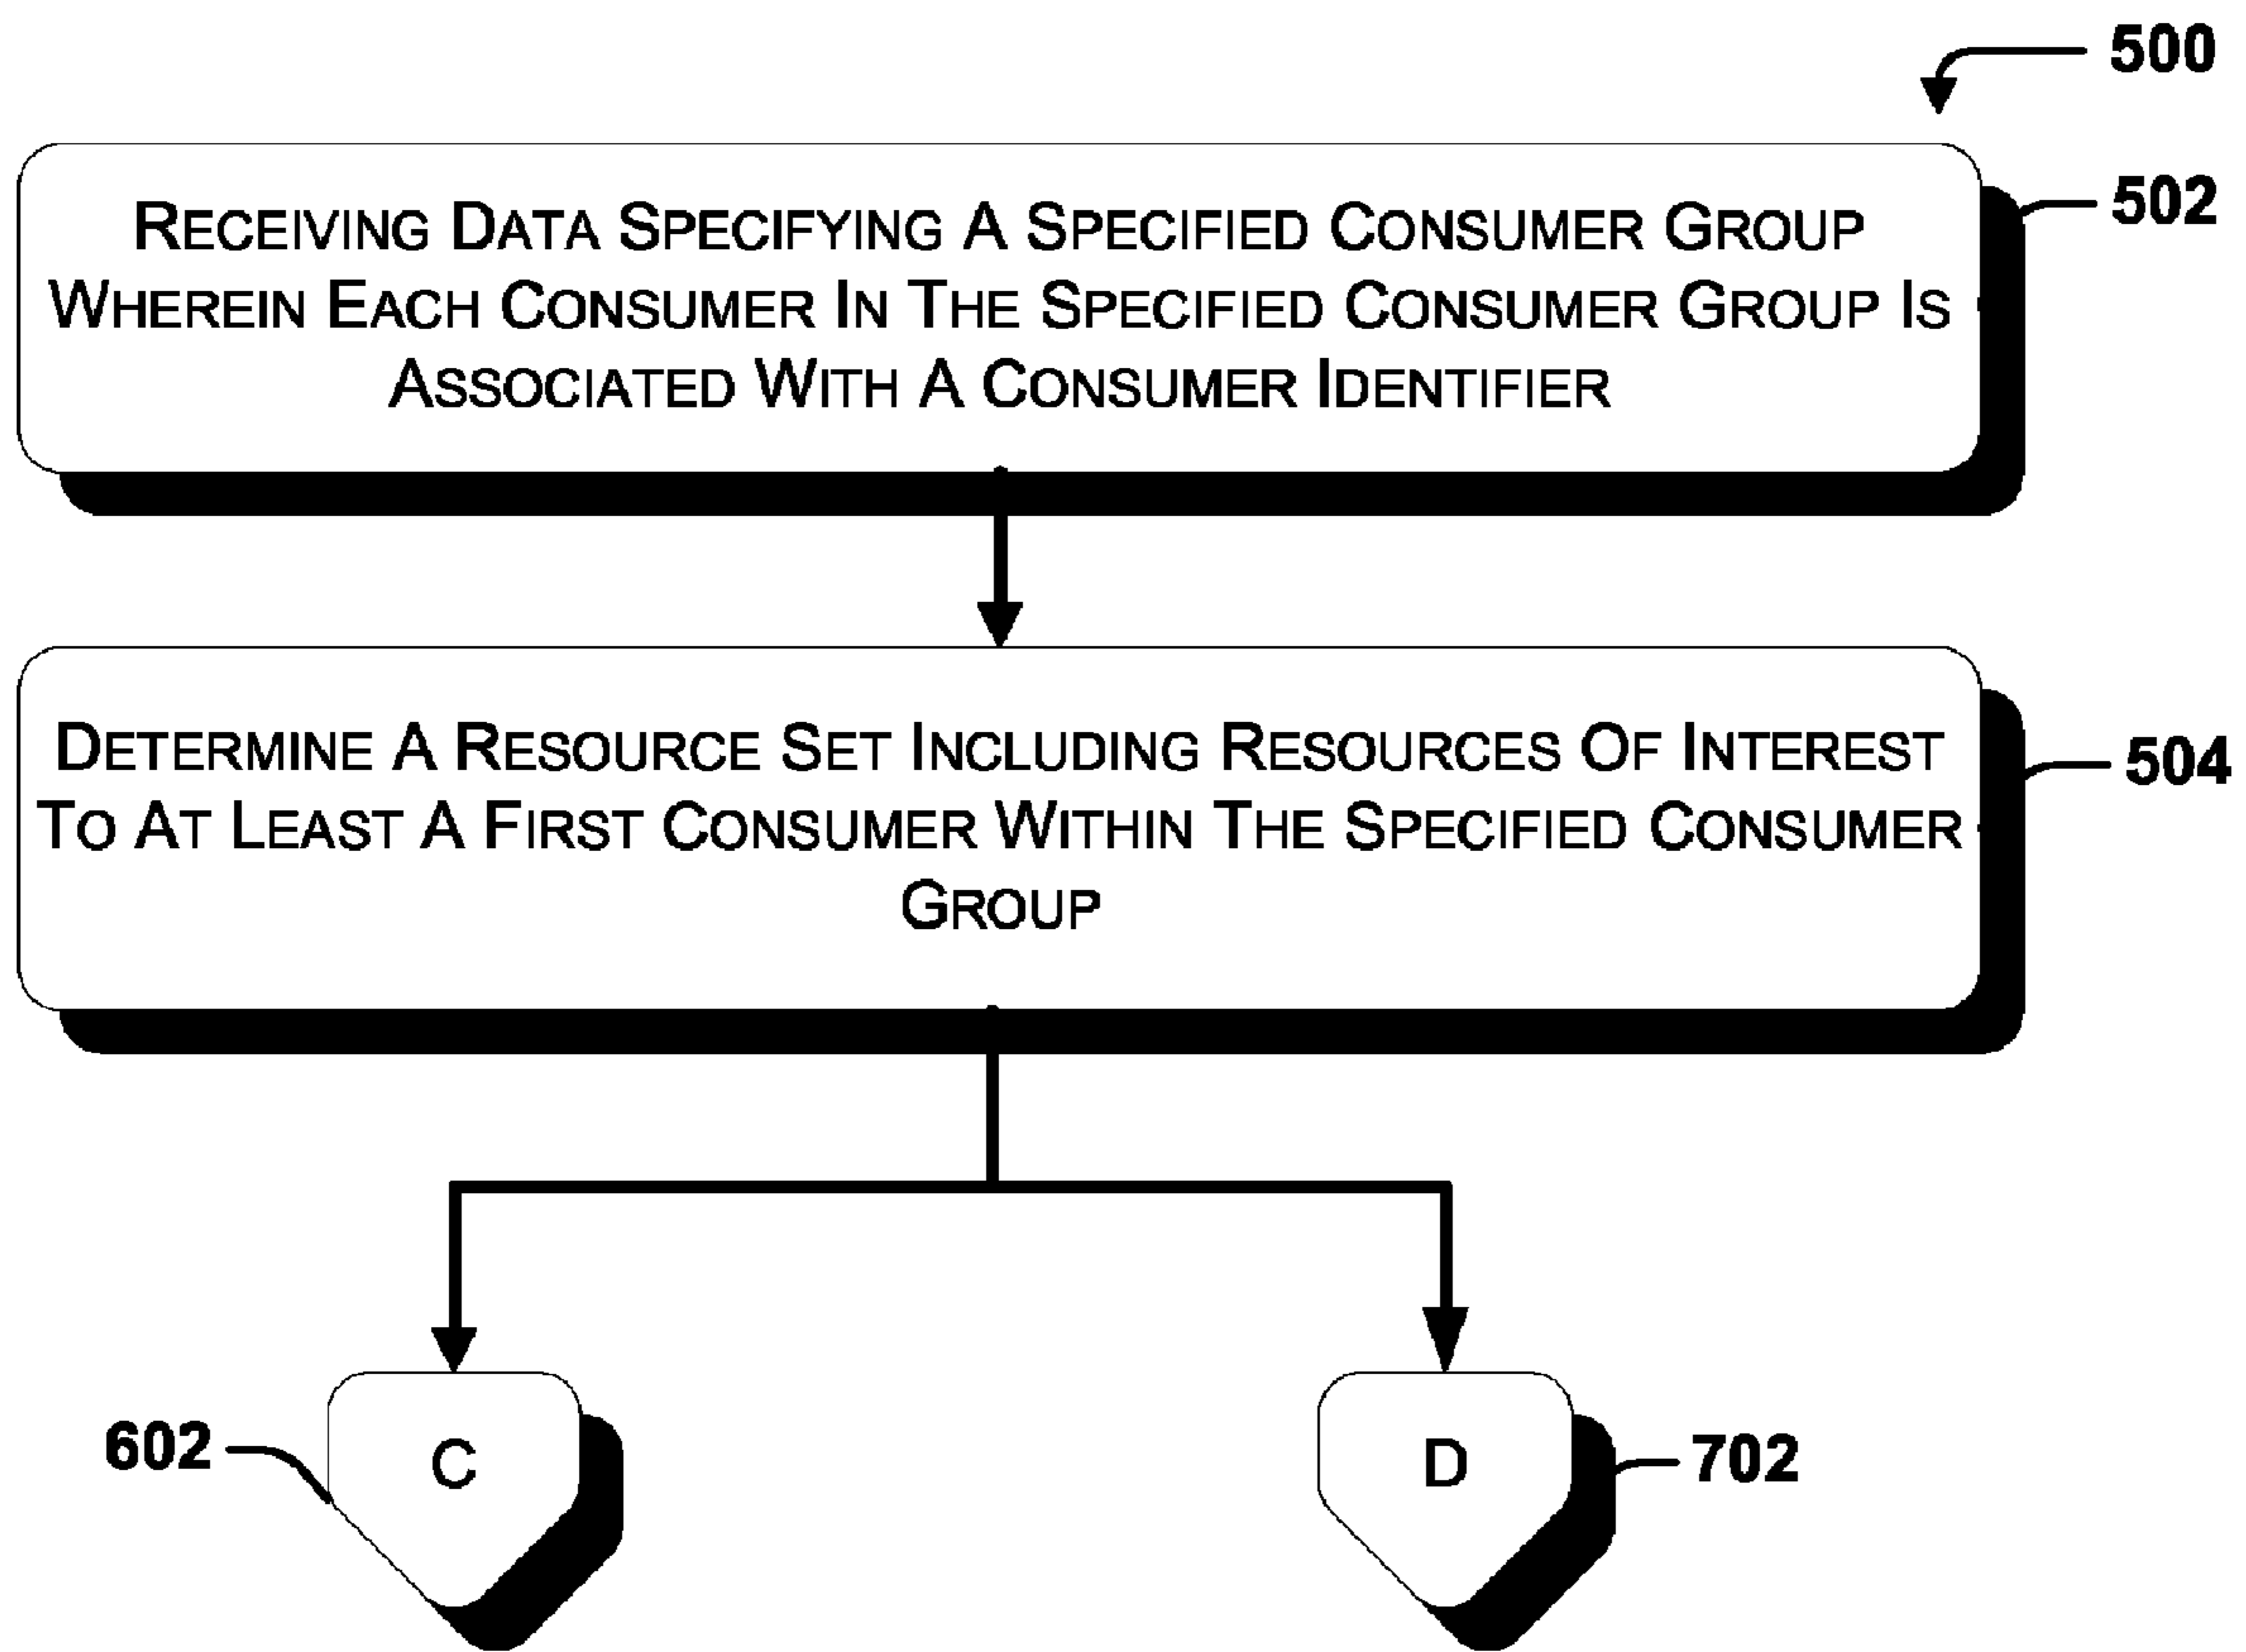 500
RECEIVING DATA SPECIFYING A SPECIFIED CONSUMER GROUP
502
WHEREIN EACH CONSUMER IN THE SPECIFIED CONSUMER GROUP IS
ASSOCIATED WITH A CONSUMER IDENTIFIER
DETERMINE A RESOURCE SET INCLUDING RESOURCES OF INTEREST
504
TO AT LEAST A FIRST CONSUMER WITHIN THE SPECIFIED CONSUMER
GROUP
602
C
D
702